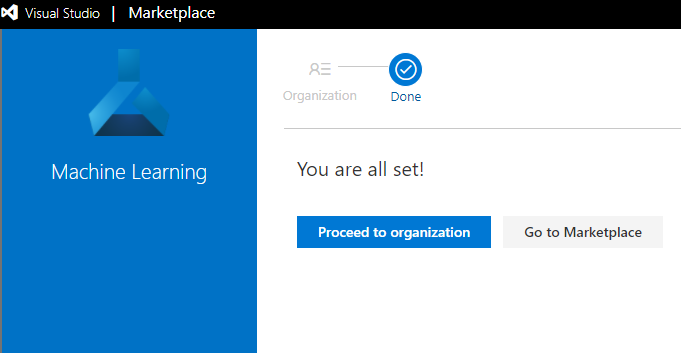 Visual Studio | Marketplace
Machine Learning
Organization
Done
You are all set!
Proceed to organization
Go to Marketplace